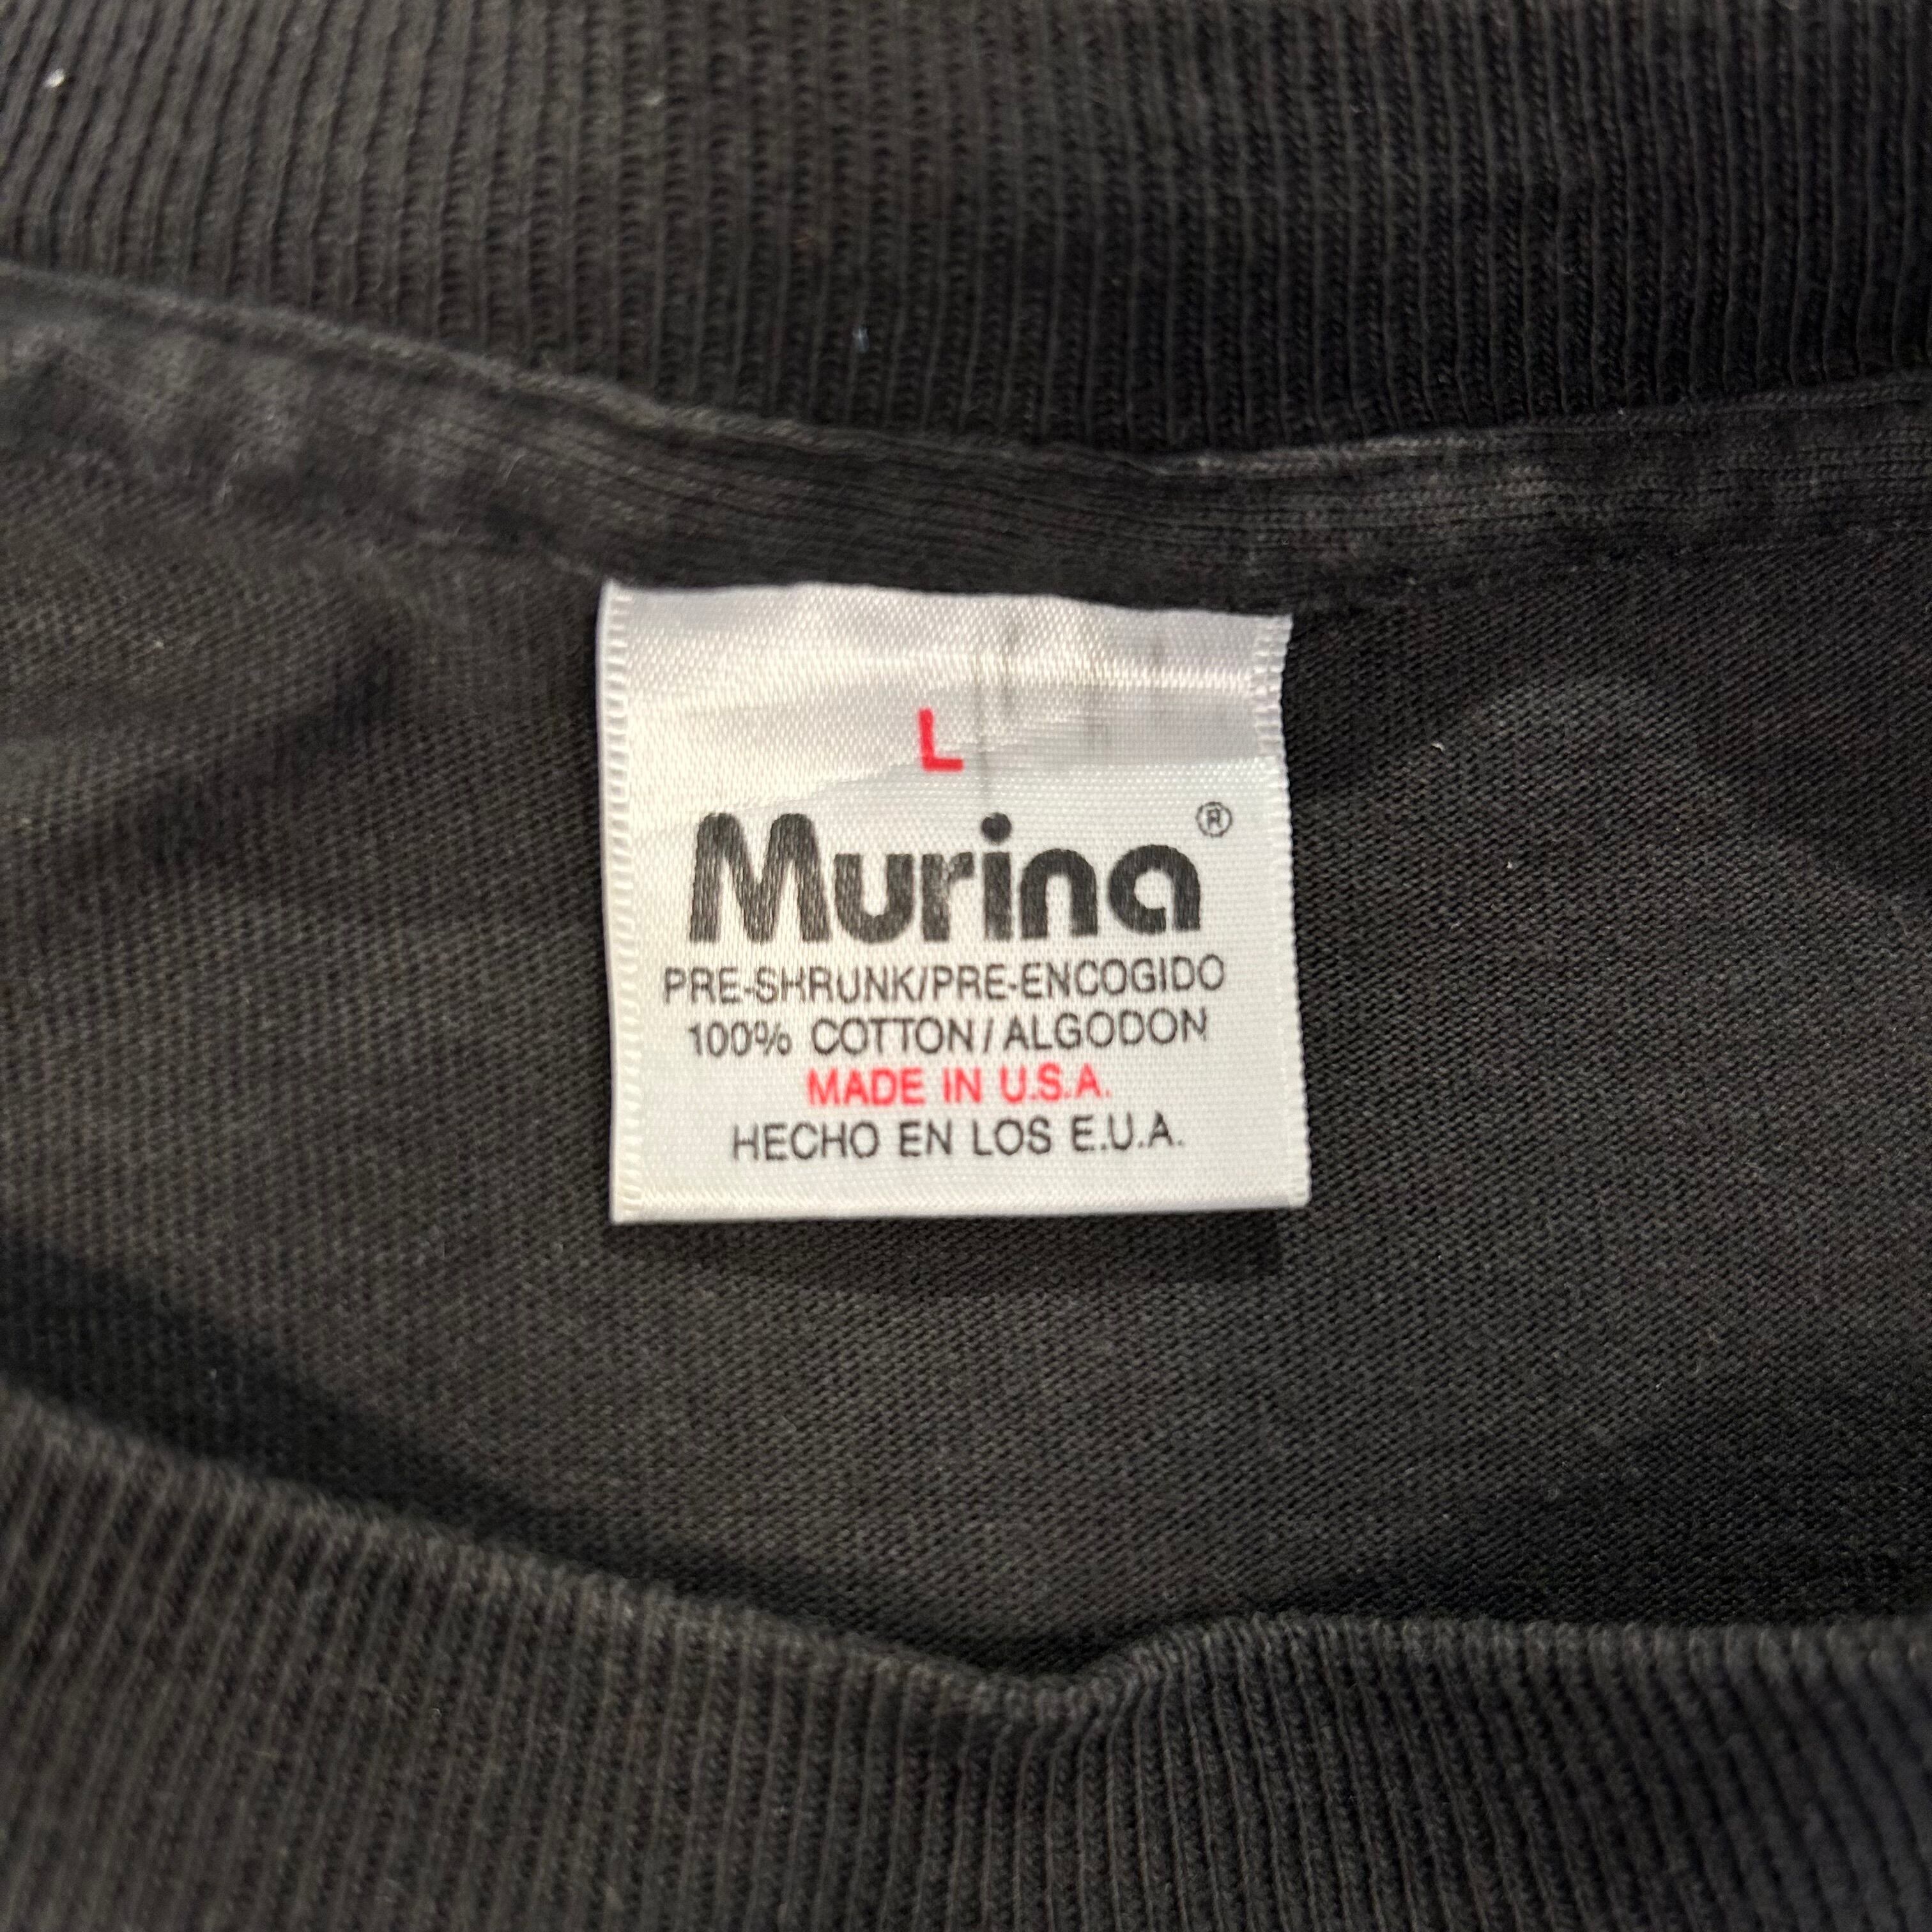 L
Murina®
PRE-SHRUNK/PRE-ENCOGIDO
100% COTTON/ALGODON
MADE IN U.S.A.
HECHO EN LOS E.U.A.